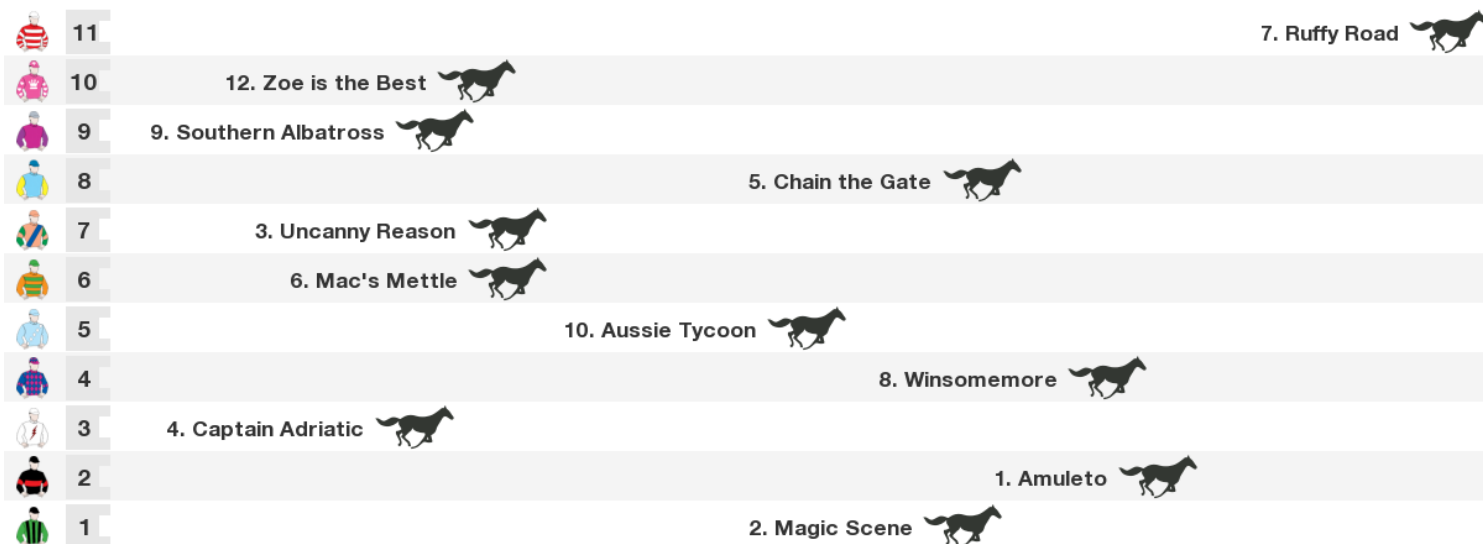 11 7. Ruffy Road
10 12. Zoe is the Best
9 9. Southern Albatross
8 5. Chain the Gate
7 3. Uncanny Reason
6 6. Mac's Mettle
5 10. Aussie Tycoon
4 8. Winsomemore
3 4. Captain Adriatic
2 1. Amuleto
1 2. Magic Scene